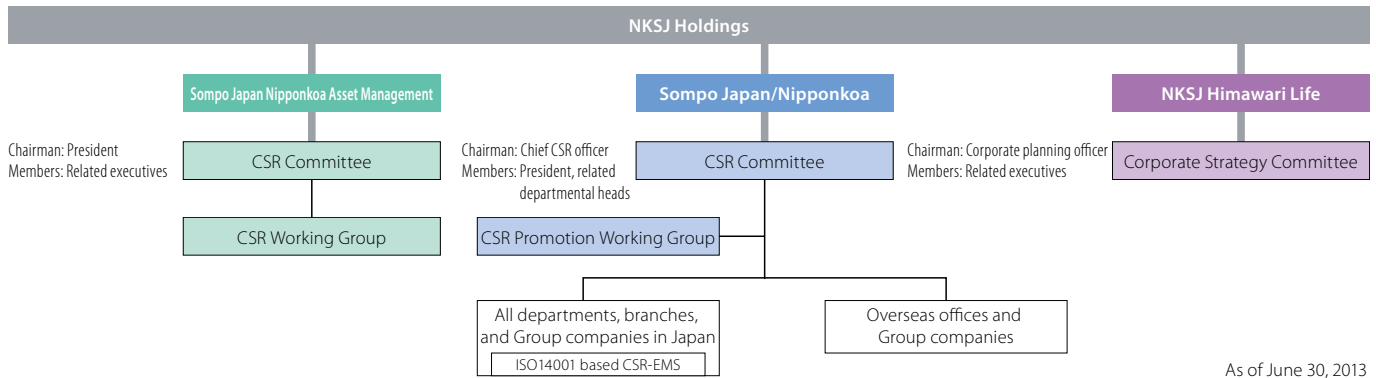 NKSJ Holdings
Sompo Japan Nipponkoa Asset Management
Sompo Japan/Nipponkoa
NKSJ Himawari Life
Chairman: President
Members: Related executives
CSR Committee
Chairman: Chief CSR officer
Members: President, related
departmental heads
CSR Committee
Chairman: Corporate planning officer
Members: Related executives
Corporate Strategy Committee
CSR Working Group
CSR Promotion Working Group
All departments, branches,
and Group companies in Japan
ISO14001 based CSR-EMS
Overseas offices and
Group companies
As of June 30, 2013